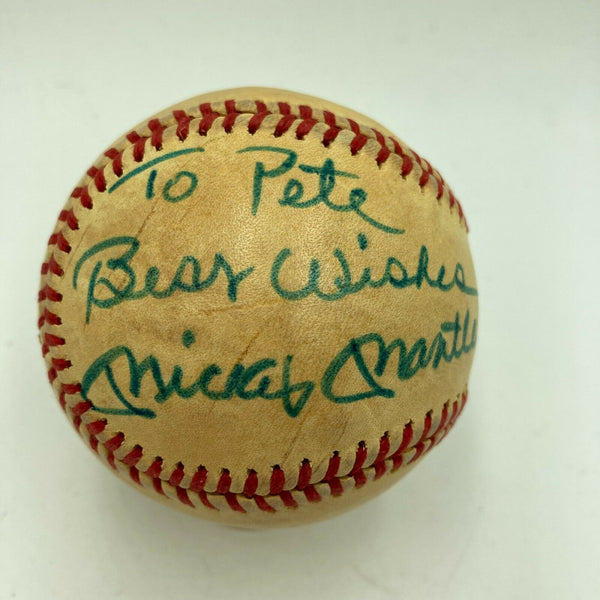 To Pete
Best Wishes
Mickey Mantle